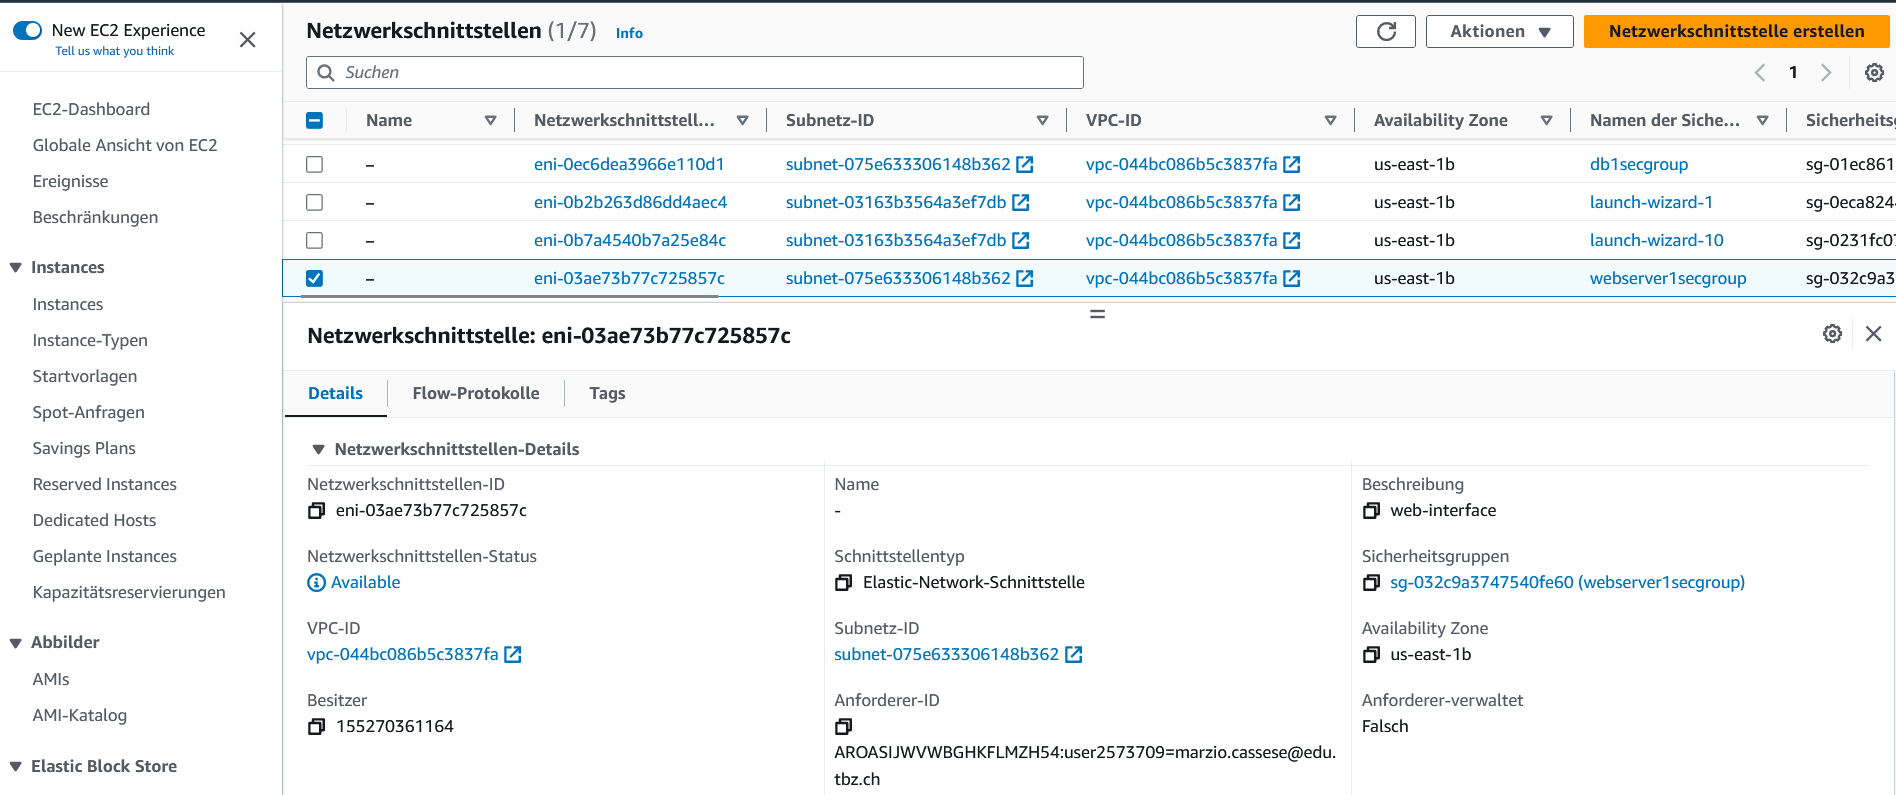 New EC2 Experience
Tell us what you think
EC2-Dashboard
Globale Ansicht von EC2
Ereignisse
Beschränkungen
Instances
Instances
Instance-Typen
Startvorlagen
Spot-Anfragen
Savings Plans
Reserved Instances
Dedicated Hosts
Geplante Instances
Kapazitätsreservierungen
Abbilder
AMIs
AMI-Katalog
Elastic Block Store
Netzwerkschnittstellen (1/7) Info
Aktionen
Netzwerkschnittstelle erstellen
Suchen
1
Name Netzwerkschnittstell... Subnetz-ID VPC-ID Availability Zone Namen der Siche... Sicherheitsg
– eni-0ec6dea3966e110d1 subnet-075e633306148b362 vpc-044bc086b5c3837fa us-east-1b db1secgroup sg-01ec861
– eni-0b2b263d86dd4aec4 subnet-03163b3564a3ef7db vpc-044bc086b5c3837fa us-east-1b launch-wizard-1 sg-0eca824
– eni-0b7a4540b7a25e84c subnet-03163b3564a3ef7db vpc-044bc086b5c3837fa us-east-1b launch-wizard-10 sg-0231fc07
– eni-03ae73b77c725857c subnet-075e633306148b362 vpc-044bc086b5c3837fa us-east-1b webserver1secgroup sg-032c9a3
Netzwerkschnittstelle: eni-03ae73b77c725857c
Details Flow-Protokolle Tags
Netzwerkschnittstellen-Details
Netzwerkschnittstellen-ID
eni-03ae73b77c725857c
Name
-
Beschreibung
web-interface
Netzwerkschnittstellen-Status
Available
Schnittstellentyp
Elastic-Network-Schnittstelle
Sicherheitsgruppen
sg-032c9a3747540fe60 (webserver1secgroup)
VPC-ID
vpc-044bc086b5c3837fa
Subnetz-ID
subnet-075e633306148b362
Availability Zone
us-east-1b
Besitzer
155270361164
Anforderer-ID
AROASIJWVWBGHKFLMZH54:user2573709=marzio.cassese@edu.
tbz.ch
Anforderer-verwaltet
Falsch